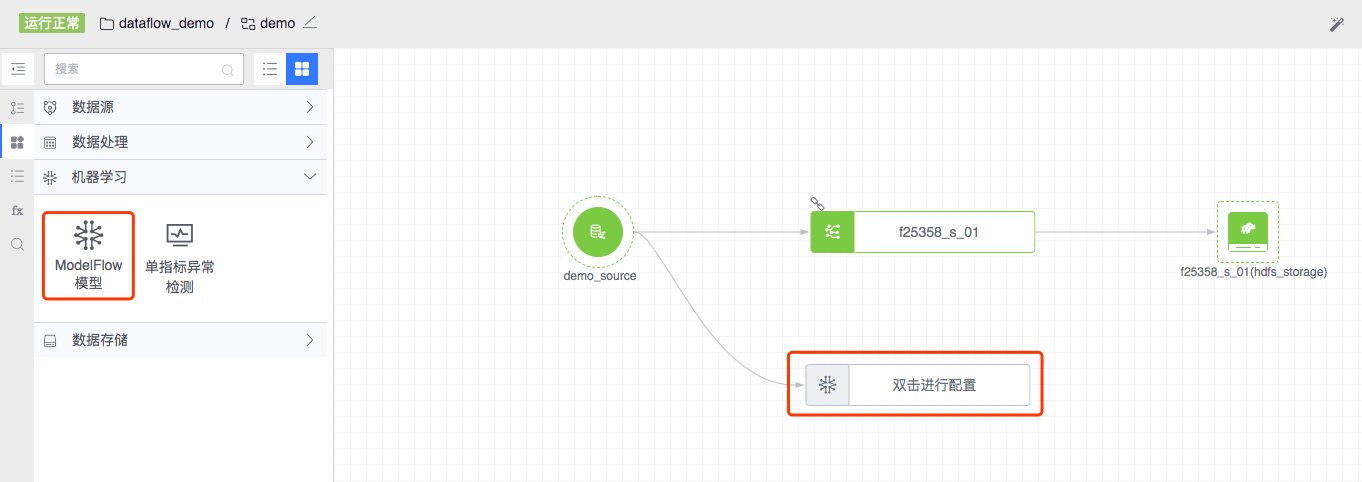 运行正常 dataflow_demo / demo
搜索
数据源
数据处理
机器学习
fx
ModelFlow
模型
单指标异常
检测
数据存储
demo_source
f25358_s_01
f25358_s_01(hdfs_storage)
双击进行配置